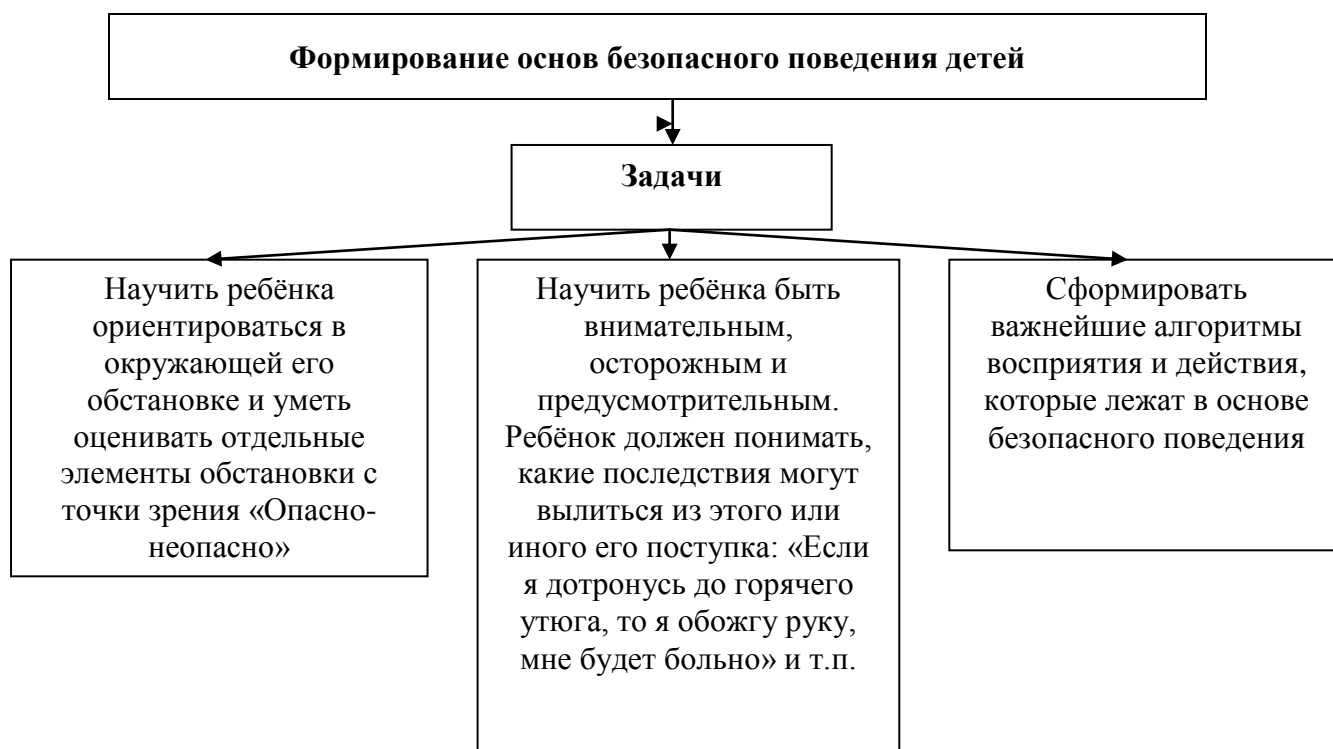 Формирование основ безопасного поведения детей
Задачи
Научить ребёнка
ориентироваться в
окружающей его
обстановке и уметь
оценивать отдельные
элементы обстановки с
точки зрения «Опасно-
неопасно»
Научить ребёнка быть
внимательным,
осторожным и
предусмотрительным.
Ребёнок должен понимать,
какие последствия могут
вылиться из этого или
иного его поступка: «Если
я дотронусь до горячего
утюга, то я обожгу руку,
мне будет больно» и т.п.
Сформировать
важнейшие алгоритмы
восприятия и действия,
которые лежат в основе
безопасного поведения